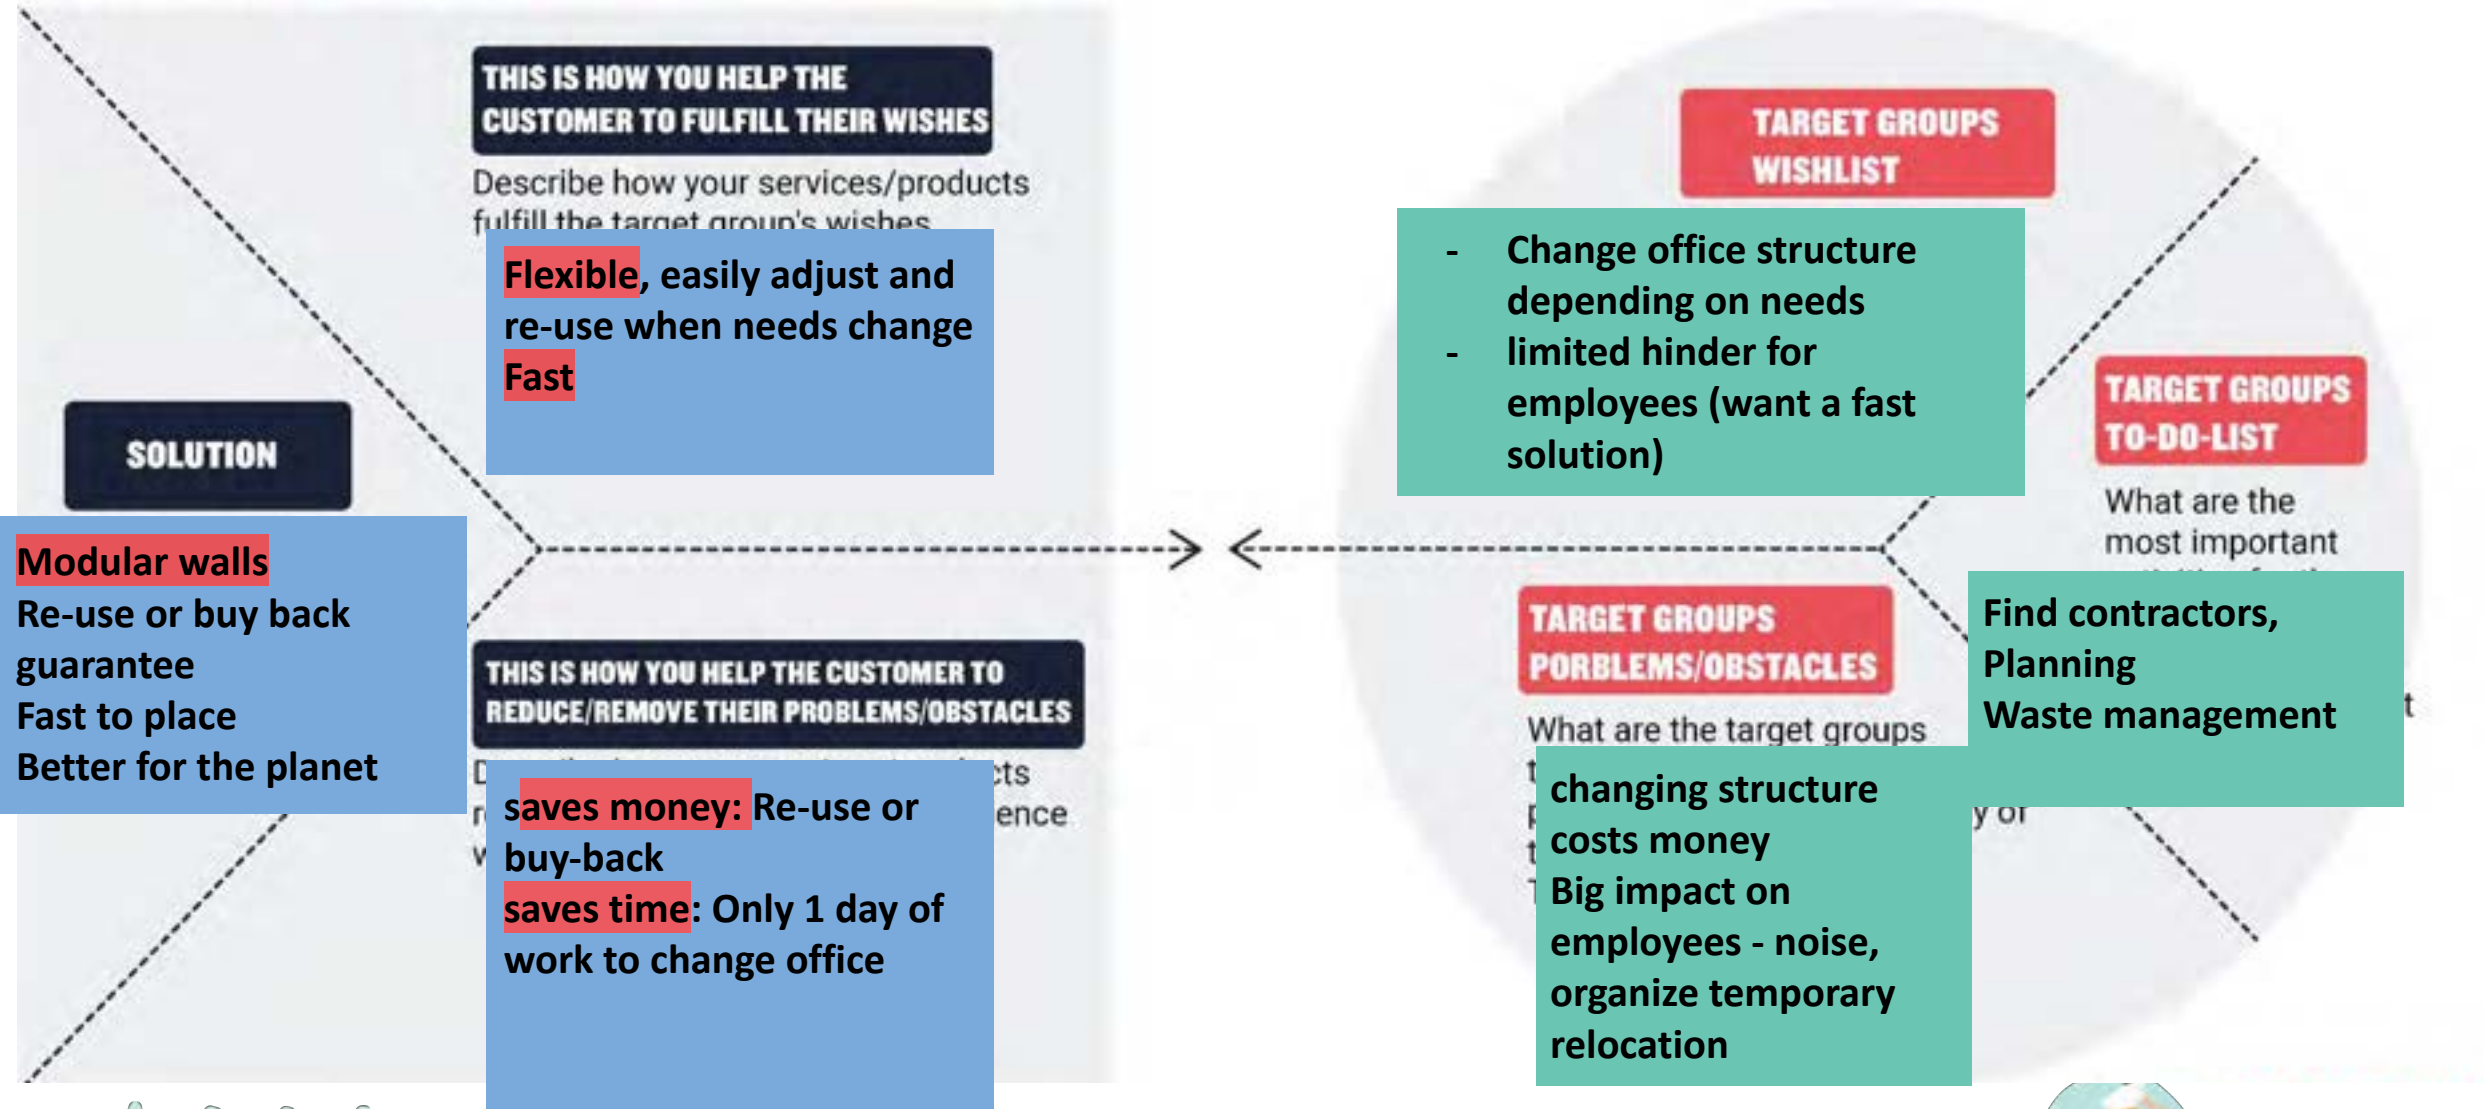 THIS IS HOW YOU HELP THE
CUSTOMER TO FULFILL THEIR WISHES
Describe how your services/products
fulfill the target group's wishes
Flexible, easily adjust and
re-use when needs change
Fast
SOLUTION
Modular walls
Re-use or buy back
guarantee
Fast to place
Better for the planet
THIS IS HOW YOU HELP THE CUSTOMER TO
REDUCE/REMOVE THEIR PROBLEMS/OBSTACLES
saves money: Re-use or
buy-back
saves time: Only 1 day of
work to change office
TARGET GROUPS
WISHLIST
- Change office structure
depending on needs
- limited hinder for
employees (want a fast
solution)
TARGET GROUPS
TO-DO-LIST
What are the
most important
Find contractors,
Planning
Waste management
TARGET GROUPS
PORBLEMS/OBSTACLES
What are the target groups
changing structure
costs money
Big impact on
employees - noise,
organize temporary
relocation